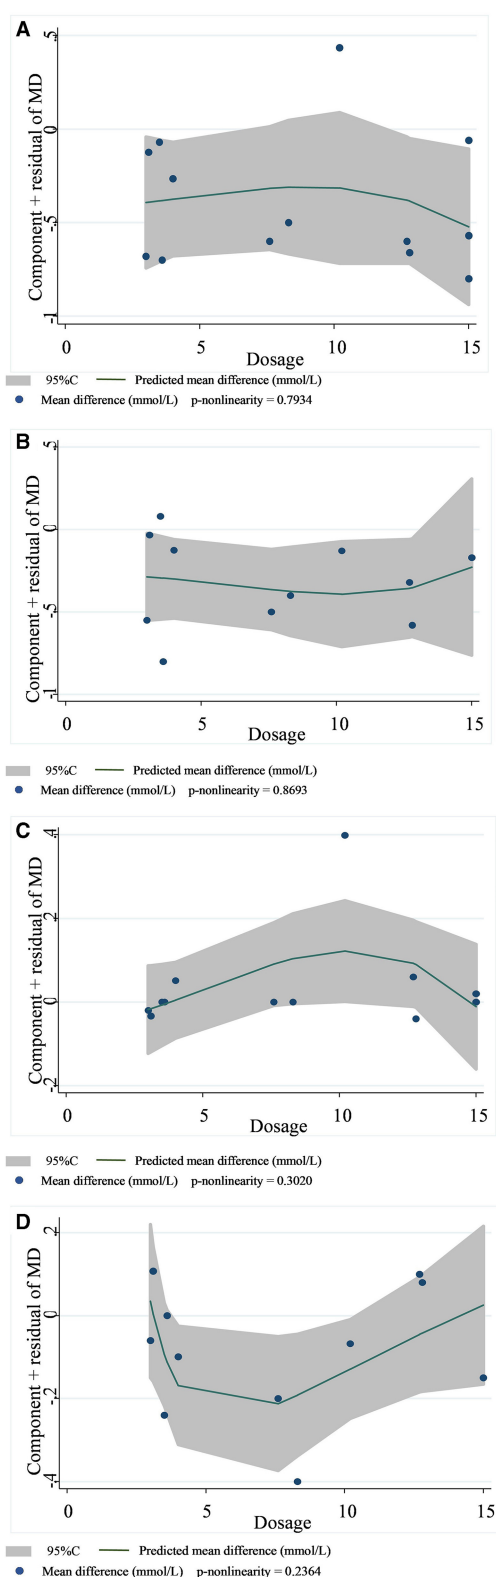 A
Component + residual of MD
.5
0
-.5
-1
0 5 10 15
Dosage
95%C Predicted mean difference (mmol/L)
Mean difference (mmol/L) p-nonlinearity = 0.7934
B
Component + residual of MD
.5
0
-.5
-1
0 5 10 15
Dosage
95%C Predicted mean difference (mmol/L)
Mean difference (mmol/L) p-nonlinearity = 0.8693
C
Component + residual of MD
.4
.2
0
-.2
0 5 10 15
Dosage
95%C Predicted mean difference (mmol/L)
Mean difference (mmol/L) p-nonlinearity = 0.3020
D
Component + residual of MD
.2
0
-.2
-.4
0 5 10 15
Dosage
95%C Predicted mean difference (mmol/L)
Mean difference (mmol/L) p-nonlinearity = 0.2364